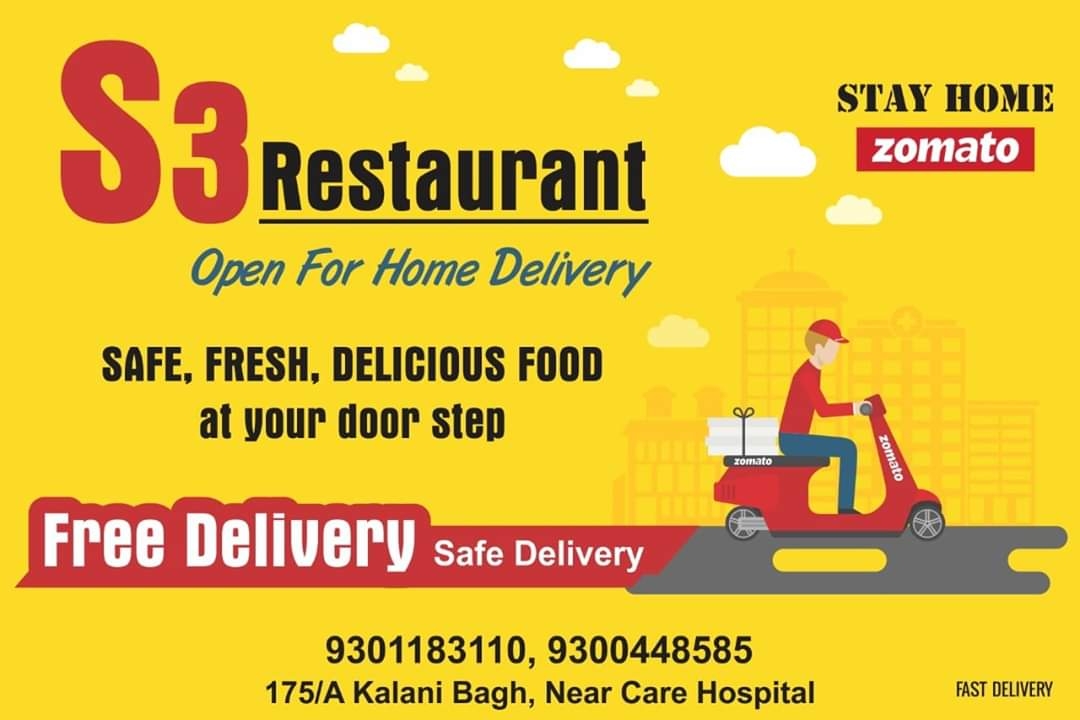 S3 Restaurant
Open For Home Delivery
STAY HOME
zomato
SAFE, FRESH, DELICIOUS FOOD
at your door step
zomato
zomato
Free Delivery Safe Delivery
9301183110, 9300448585
175/A Kalani Bagh, Near Care Hospital
FAST DELIVERY